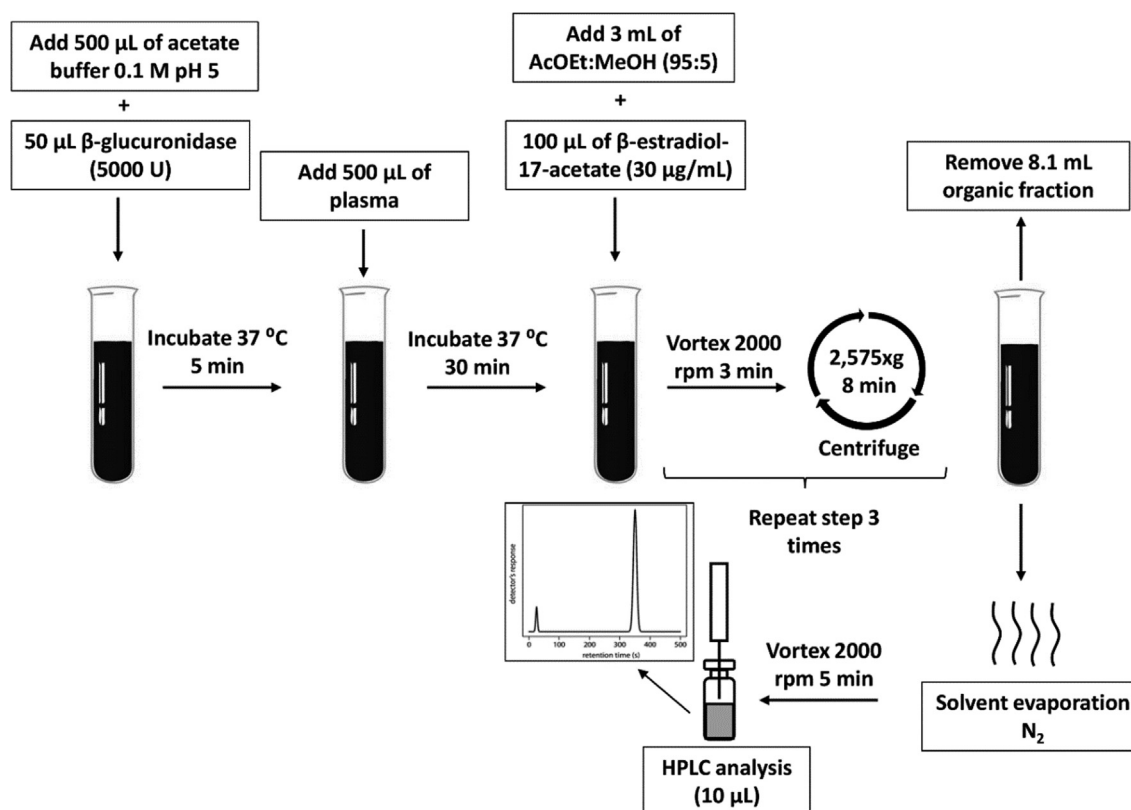 Add 500 µL of acetate
buffer 0.1 M pH 5
+
50 µL β-glucuronidase
(5000 U)
Add 500 µL of
plasma
Add 3 mL of
AcOEt:MeOH (95:5)
+
100 µL of β-estradiol-
17-acetate (30 µg/mL)
Remove 8.1 mL
organic fraction
Incubate 37 ⁰C
5 min
Incubate 37 ⁰C
30 min
Vortex 2000
rpm 3 min
2,575xg
8 min
Centrifuge
Repeat step 3
times
detector's response
0 100 200 300 400 500
retention time (s)
Vortex 2000
rpm 5 min
Solvent evaporation
N₂
HPLC analysis
(10 µL)